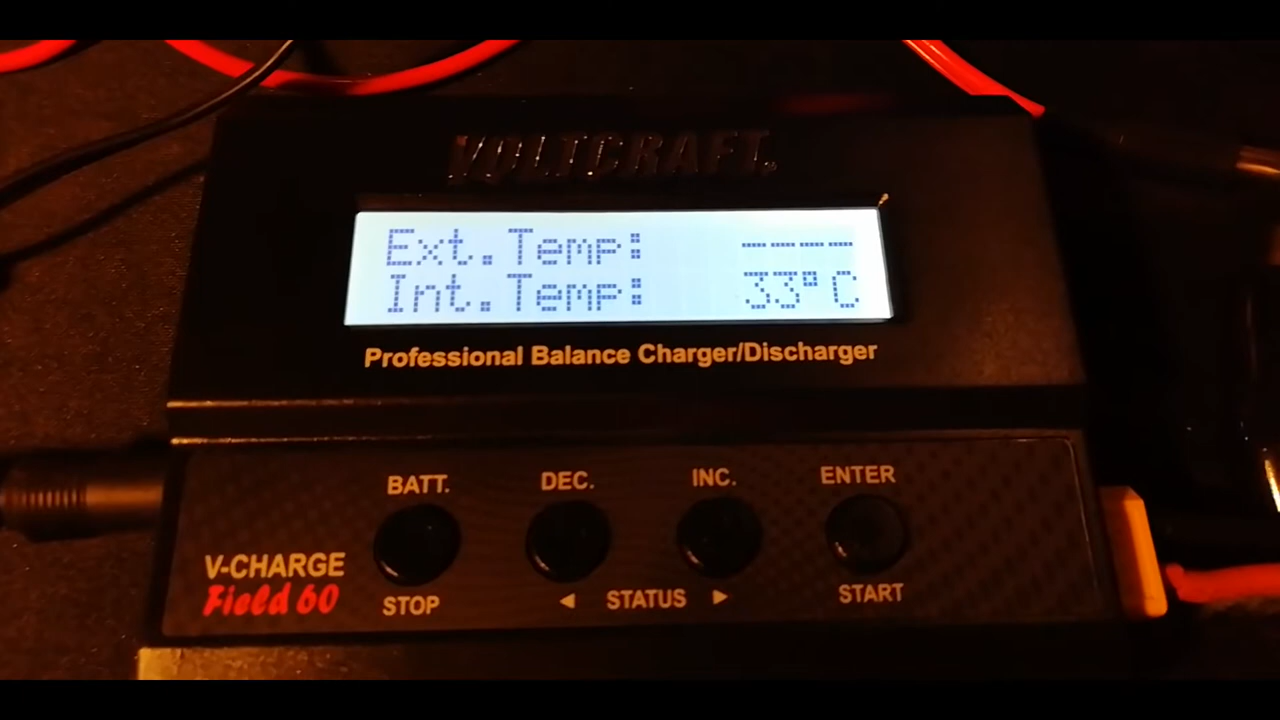 VOLTCRAFT®
Ext.Temp: ----
Int.Temp: 33°C
Professional Balance Charger/Discharger
BATT. DEC. INC. ENTER
V-CHARGE
Field 60
STOP ◄ STATUS ► START